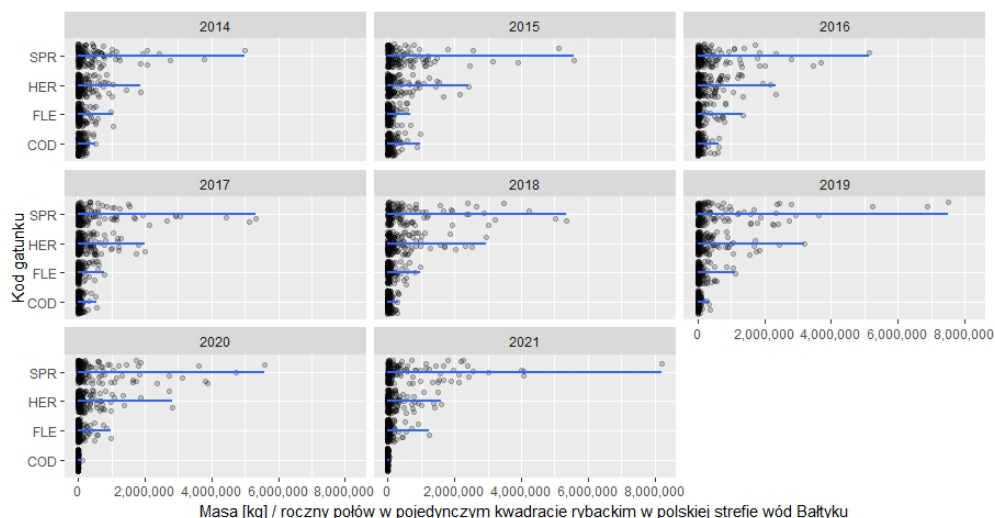 2014 2015 2016
SPR
HER
FLE
COD
2017 2018 2019
SPR
HER
FLE
COD
0 2,000,000 4,000,000 6,000,000 8,000,000
2020 2021
SPR
HER
FLE
COD
0 2,000,000 4,000,000 6,000,000 8,000,000 0 2,000,000 4,000,000 6,000,000 8,000,000
Kod gatunku
Masa [kg] / roczny połów w pojedynczym kwadracie rybackim w polskiej strefie wód Bałtyku